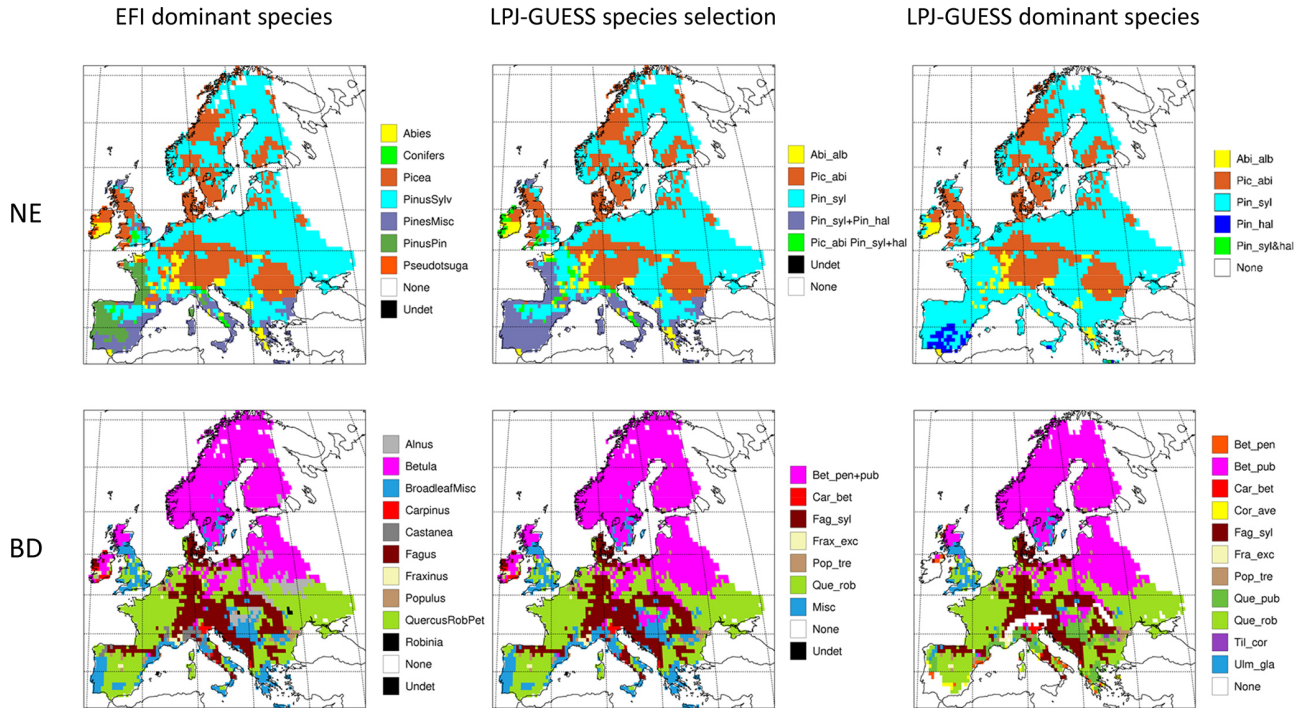 EFI dominant species
LPJ-GUESS species selection
LPJ-GUESS dominant species
NE
Abies
Conifers
Picea
PinusSylv
PinesMisc
PinusPin
Pseudotsuga
None
Undet
Abi_alb
Pic_abi
Pin_syl
Pin_syl+Pin_hal
Pic_abi Pin_syl+hal
Undet
None
Abi_alb
Pic_abi
Pin_syl
Pin_hal
Pin_syl&hal
None
BD
Alnus
Betula
BroadleafMisc
Carpinus
Castanea
Fagus
Fraxinus
Populus
QuercusRobPet
Robinia
None
Undet
Bet_pen+pub
Car_bet
Fag_syl
Frax_exc
Pop_tre
Que_rob
Misc
None
Undet
Bet_pen
Bet_pub
Car_bet
Cor_ave
Fag_syl
Fra_exc
Pop_tre
Que_pub
Que_rob
Til_cor
Ulm_gla
None